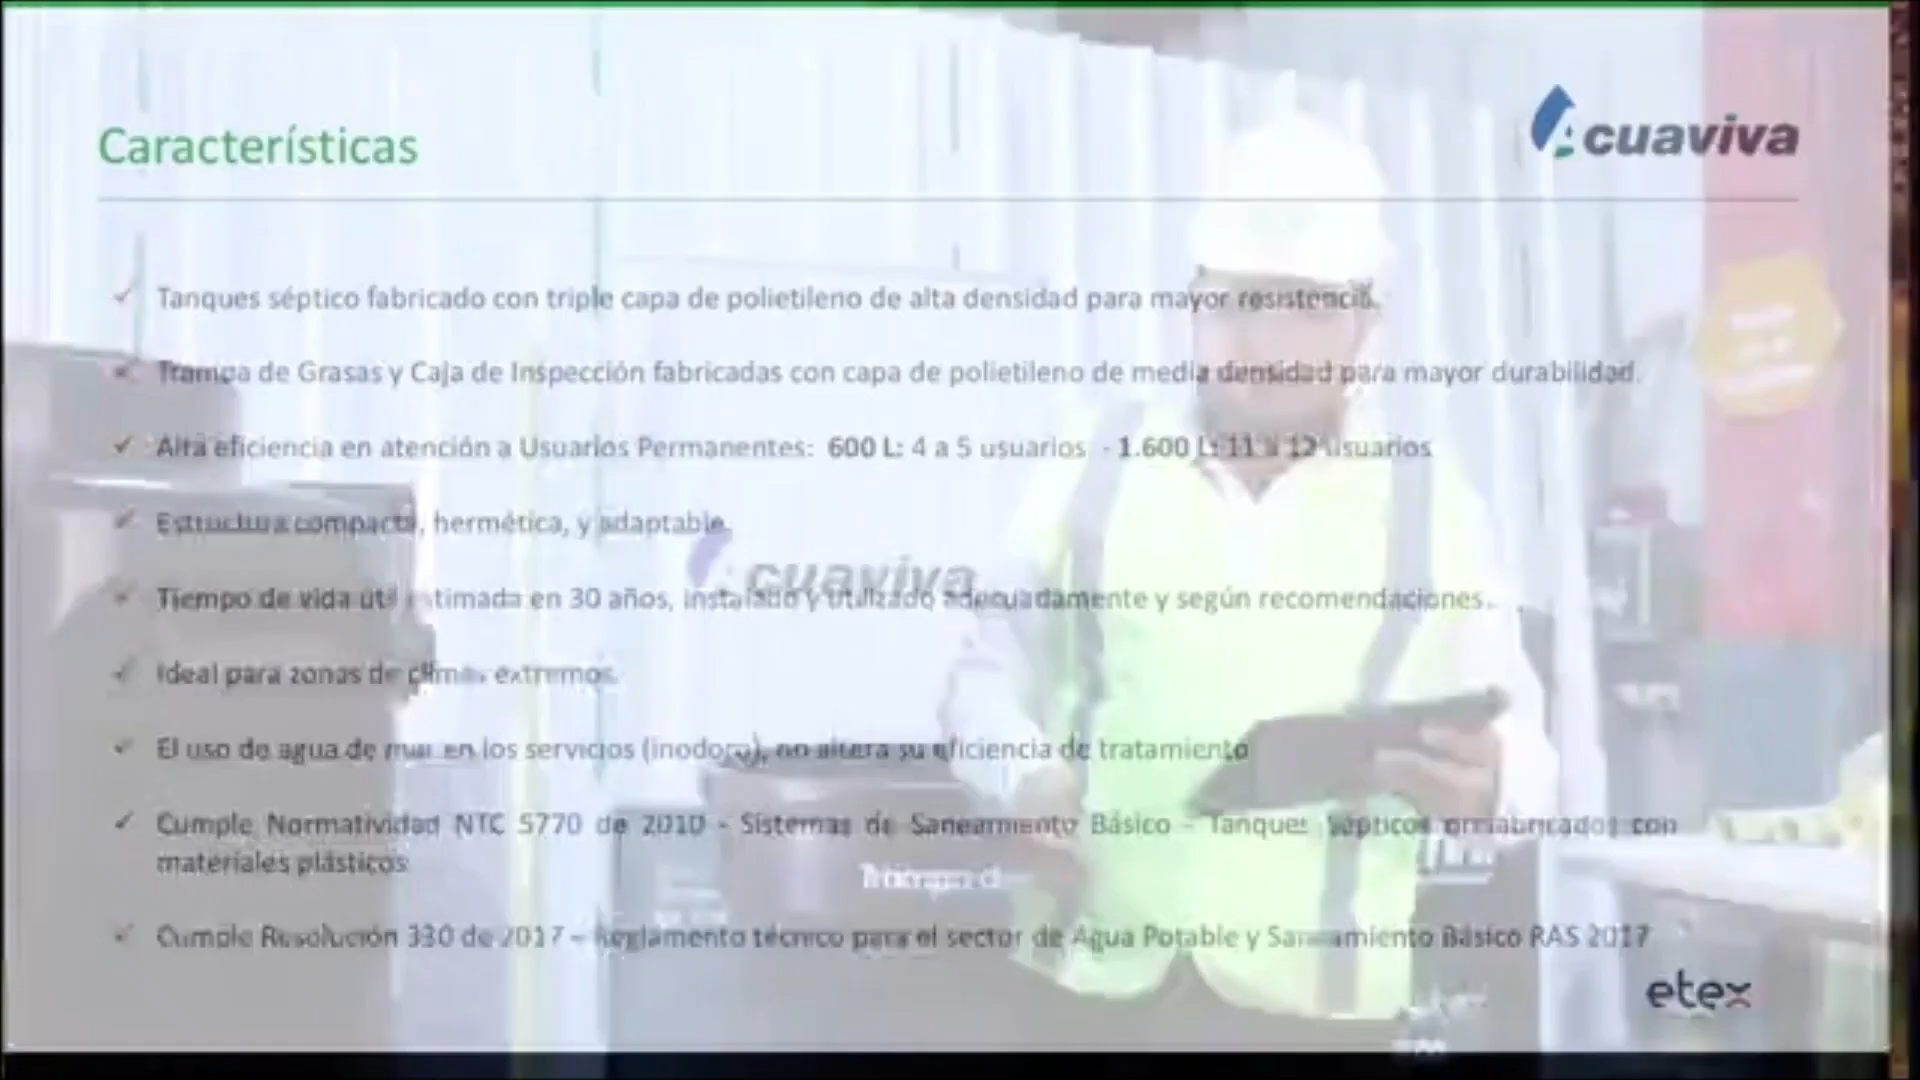 Características
Acuaviva
Tanques séptico fabricado con triple capa de polietileno de alta densidad para mayor resistencia.
Trampa de Grasas y Caja de Inspección fabricadas con capa de polietileno de media densidad para mayor durabilidad.
Alta eficiencia en atención a Usuarios Permanentes: 600 L: 4 a 5 usuarios - 1.600 L: 11 a 12 usuarios
Estructura compacta, hermética, y adaptable.
cuaviva
Tiempo de vida útil estimada en 30 años, instalado y utilizado adecuadamente y según recomendaciones.
Ideal para zonas de climas extremos.
El uso de agua de mar en los servicios (inodoro), no altera su eficiencia de tratamiento
Cumple Normatividad NTC 5770 de 2010 - Sistemas de Saneamiento Básico - Tanques Sépticos prefabricados con
materiales plásticos
Cumple Resolución 330 de 2017 – Reglamento técnico para el sector de Agua Potable y Saneamiento Básico RAS 2017
etex